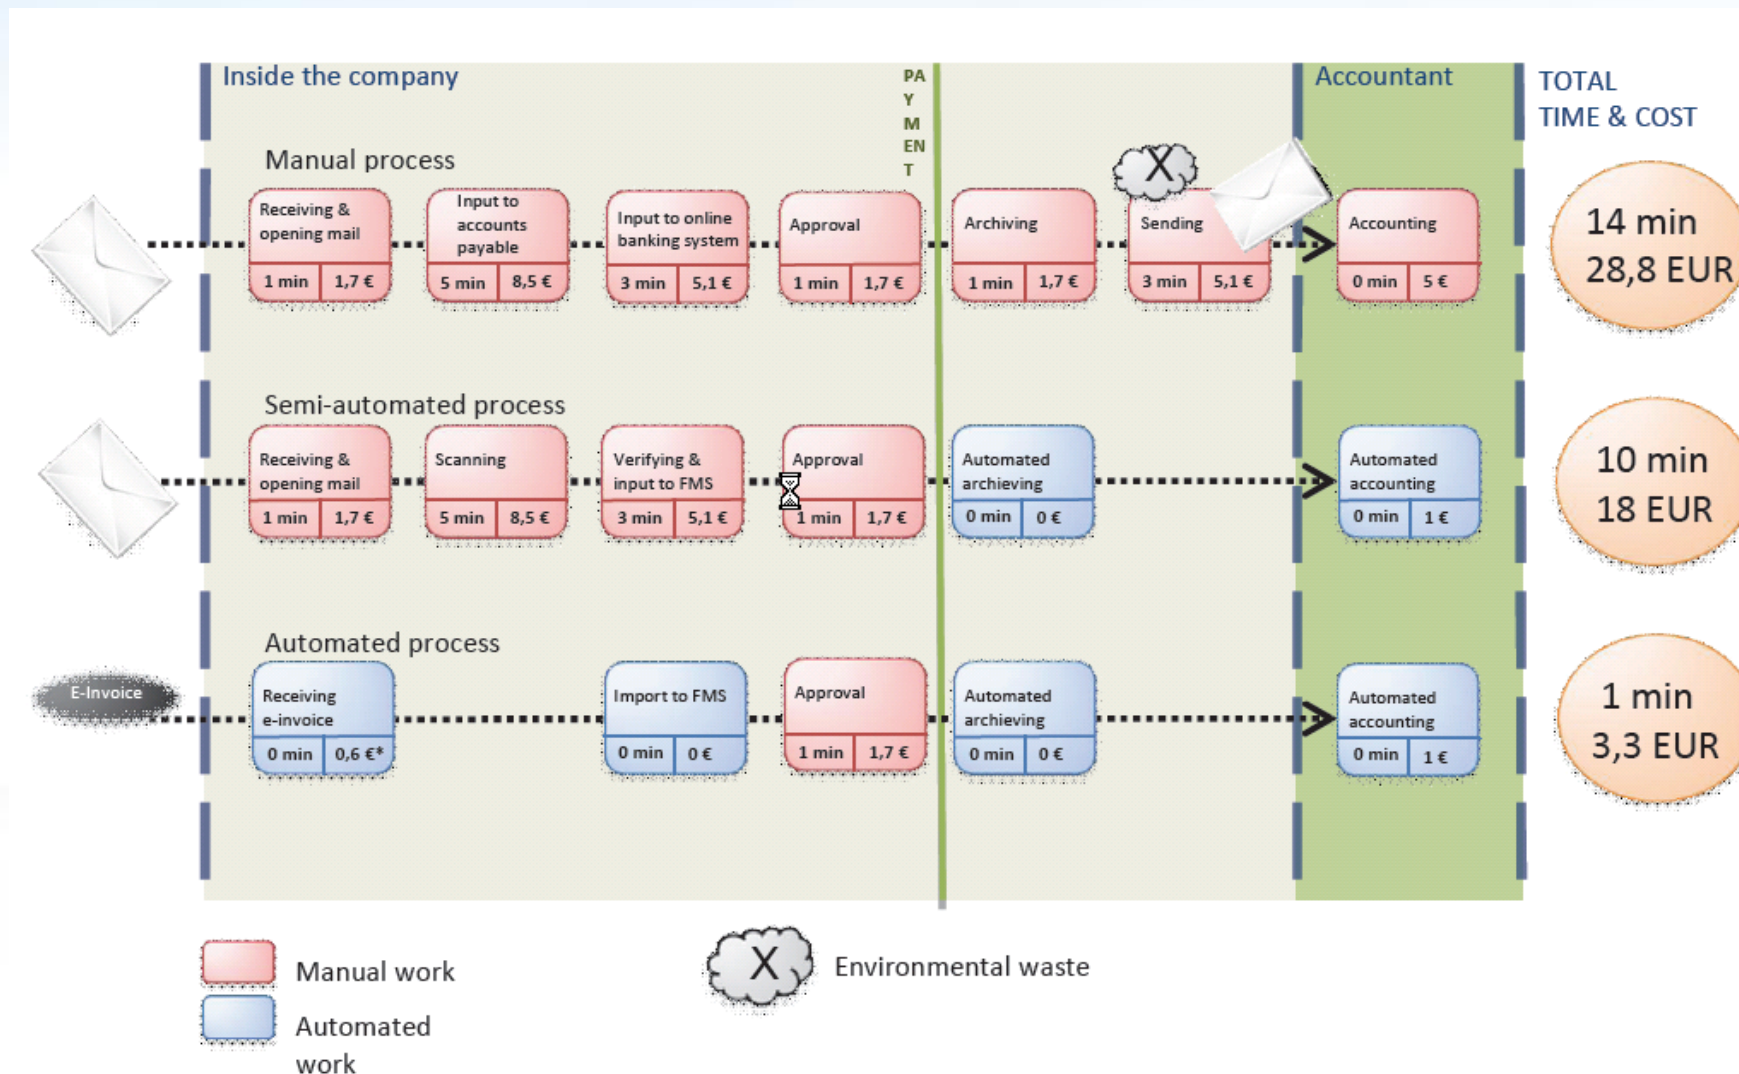 Inside the company
PA
Y
M
EN
T
Accountant
TOTAL
TIME & COST
Manual process
Receiving &
opening mail
1 min 1,7 €
Input to
accounts
payable
5 min 8,5 €
Input to online
banking system
3 min 5,1 €
Approval
1 min 1,7 €
Archiving
1 min 1,7 €
X
Sending
3 min 5,1 €
Accounting
0 min 5 €
14 min
28,8 EUR
Semi-automated process
Receiving &
opening mail
1 min 1,7 €
Scanning
5 min 8,5 €
Verifying &
input to FMS
3 min 5,1 €
Approval
1 min 1,7 €
Automated
archieving
0 min 0 €
Automated
accounting
0 min 1 €
10 min
18 EUR
Automated process
E-Invoice
Receiving
e-invoice
0 min 0,6 €*
Import to FMS
0 min 0 €
Approval
1 min 1,7 €
Automated
archieving
0 min 0 €
Automated
accounting
0 min 1 €
1 min
3,3 EUR
Manual work
Automated
work
X
Environmental waste